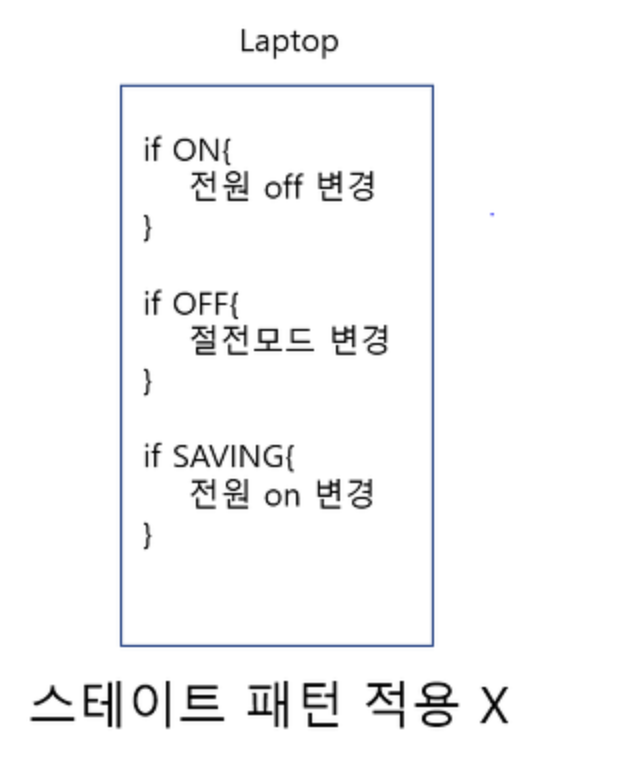 Laptop
if ON{
전원 off 변경
}
if OFF{
절전모드 변경
}
if SAVING{
전원 on 변경
}
스테이트 패턴 적용 X